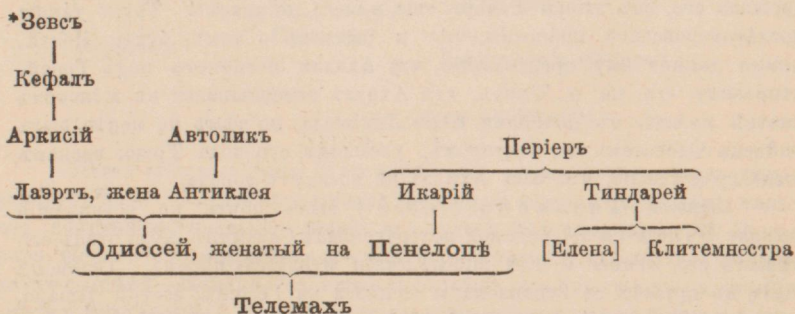 *Зевсъ
Кефалъ
Аркисій Автоликъ
Періеръ
Лаэртъ, жена Антиклея Икарій Тиндарей
Одиссей, женатый на Пенелопѣ [Елена] Клитемнестра
Телемахъ